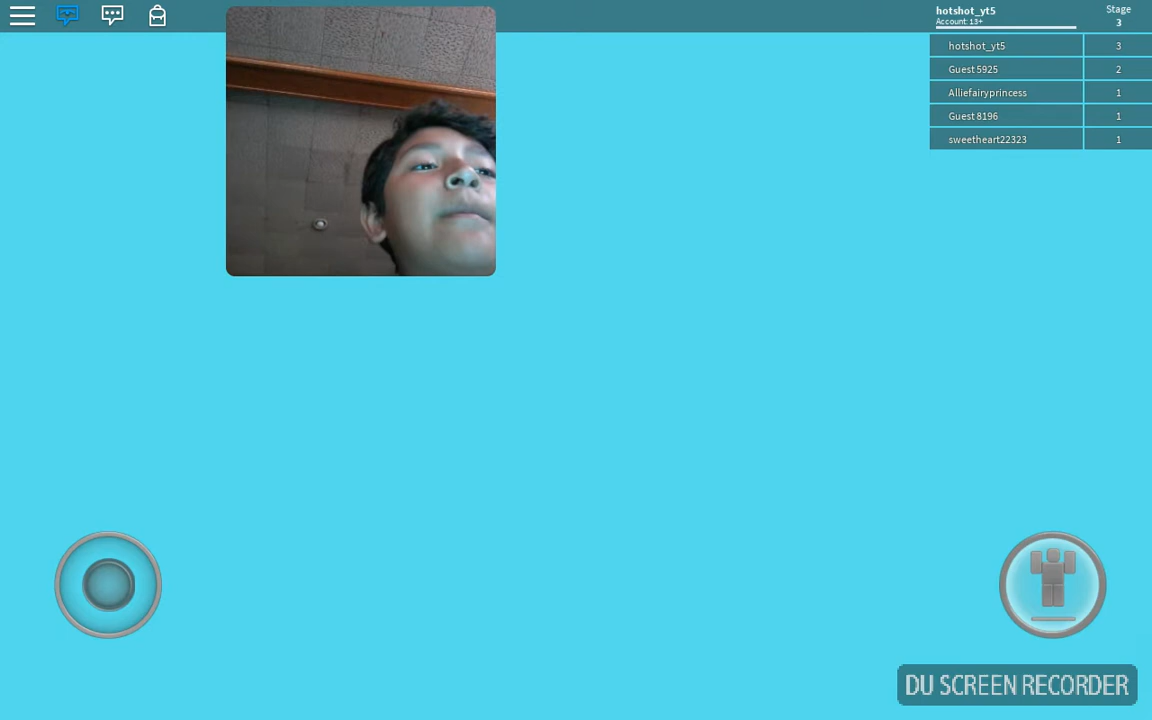 hotshot_yt5
Account: 13+
Stage
3
hotshot_yt5 3
Guest 5925 2
Alliefairyprincess 1
Guest 8196 1
sweetheart22323 1
DU SCREEN RECORDER